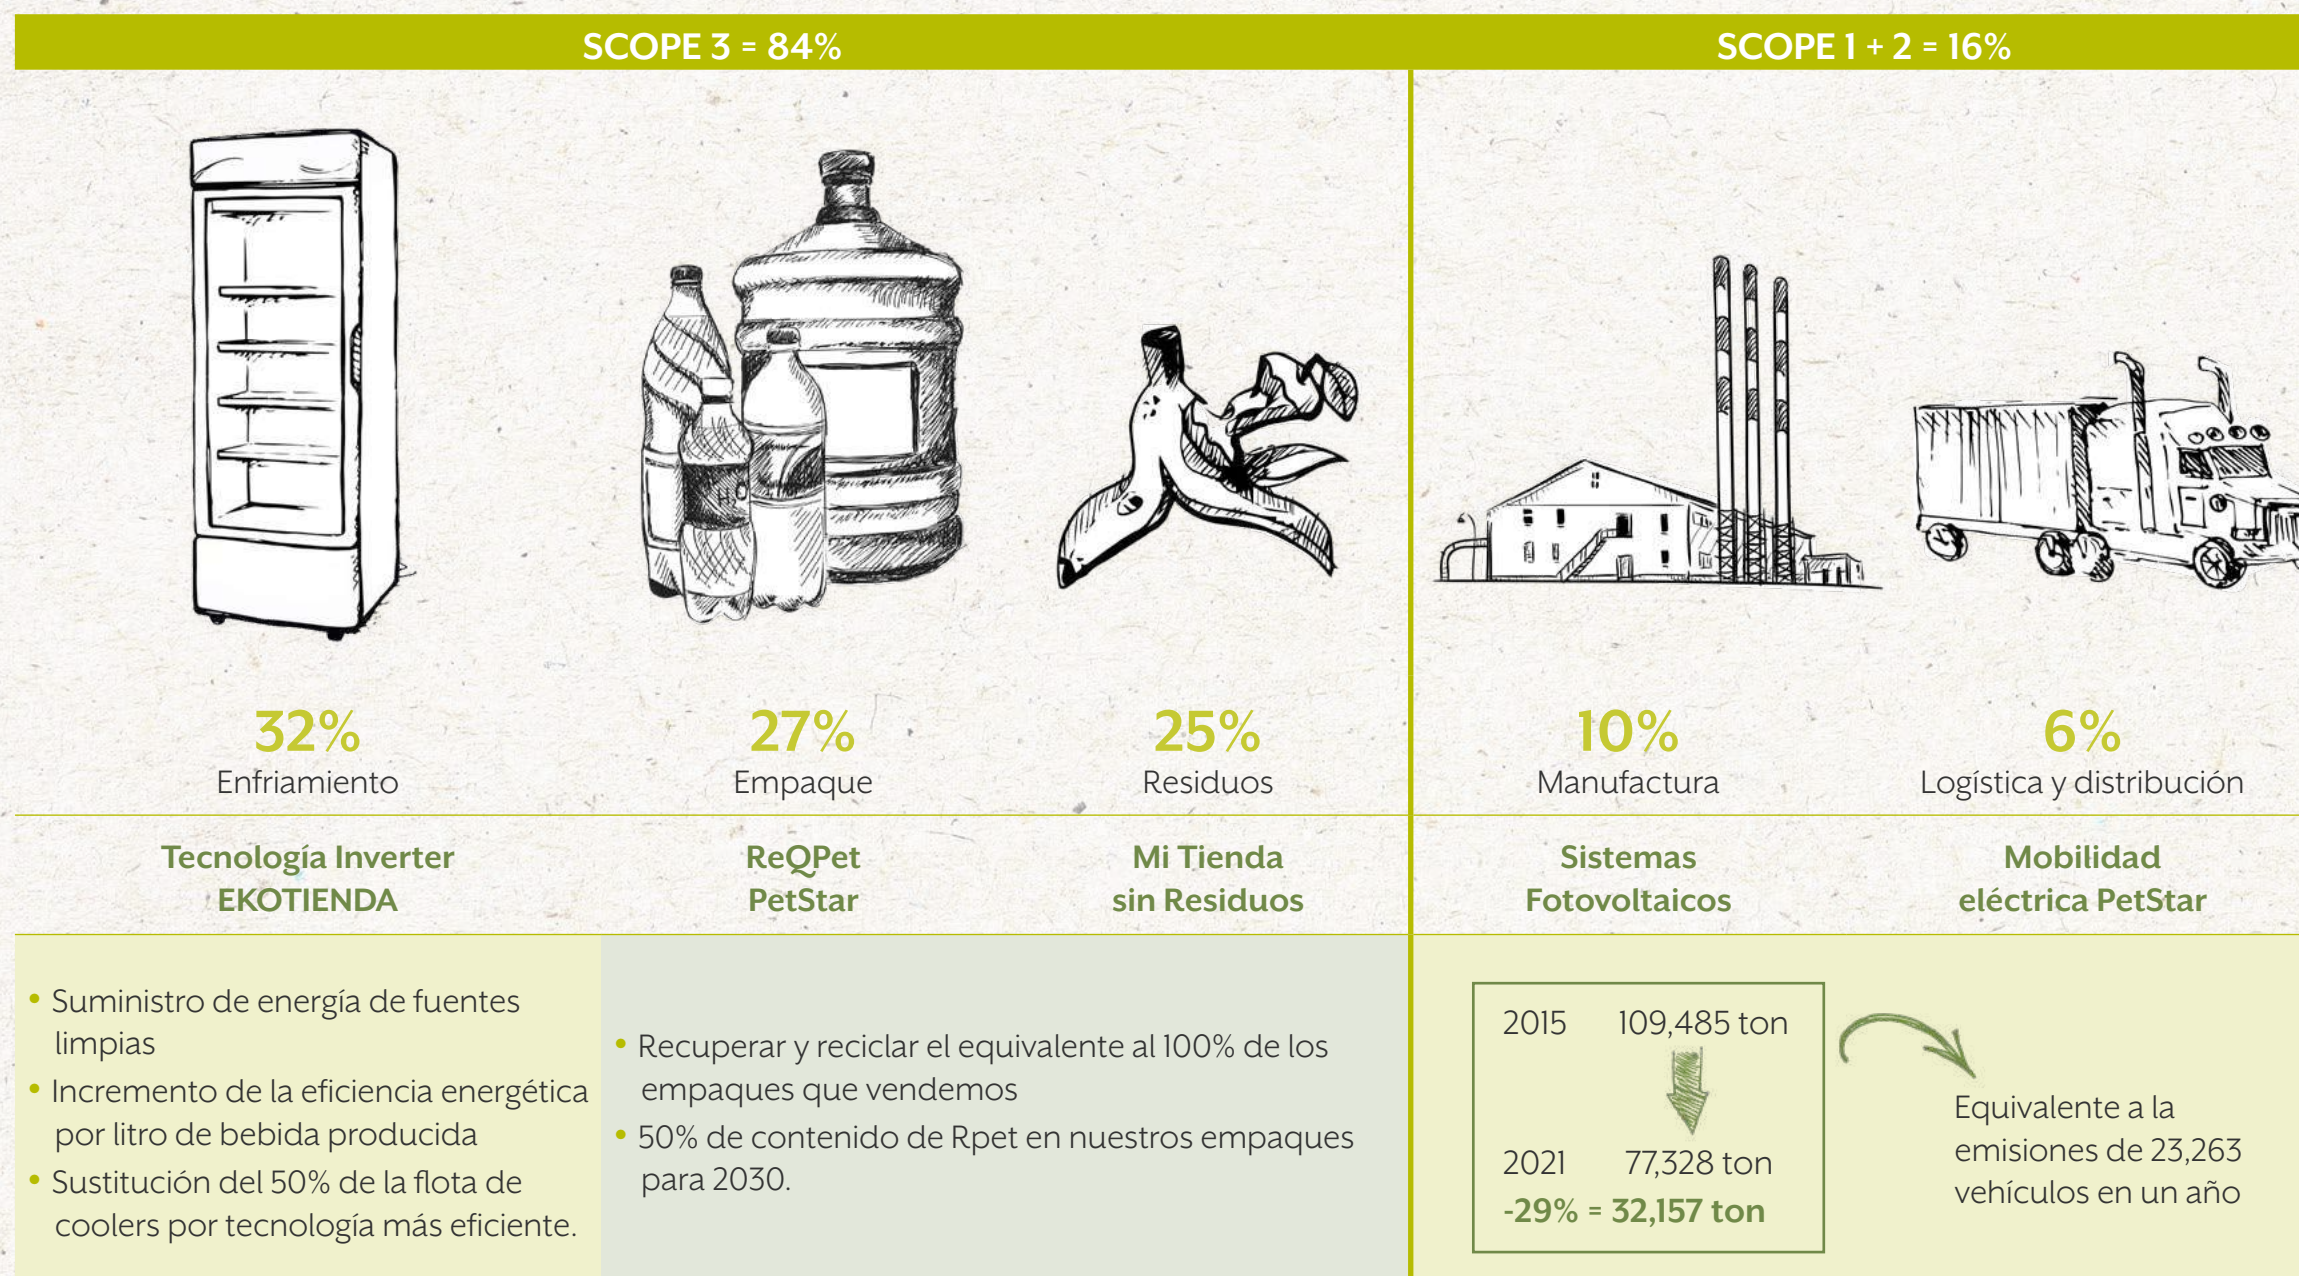 SCOPE 3 = 84%
SCOPE 1 + 2 = 16%
H₂O
32%
Enfriamiento
27%
Empaque
25%
Residuos
10%
Manufactura
6%
Logística y distribución
Tecnología Inverter
EKOTIENDA
ReQPet
PetStar
Mi Tienda
sin Residuos
Sistemas
Fotovoltaicos
Mobilidad
eléctrica PetStar
• Suministro de energía de fuentes
limpias
• Incremento de la eficiencia energética
por litro de bebida producida
• Sustitución del 50% de la flota de
coolers por tecnología más eficiente.
• Recuperar y reciclar el equivalente al 100% de los
empaques que vendemos
• 50% de contenido de Rpet en nuestros empaques
para 2030.
2015 109,485 ton
2021 77,328 ton
-29% = 32,157 ton
Equivalente a la
emisiones de 23,263
vehículos en un año